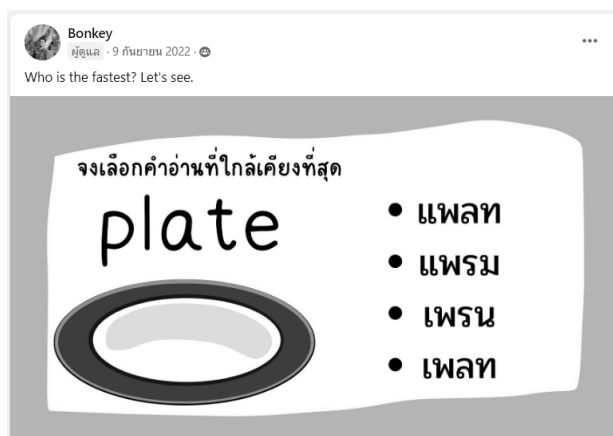 Bonkey
ผู้ดูแล · 9 กันยายน 2022 ·
Who is the fastest? Let's see.
จงเลือกคำอ่านที่ใกล้เคียงที่สุด
plate
• แพลท
• แพรม
• เพรน
• เพลท